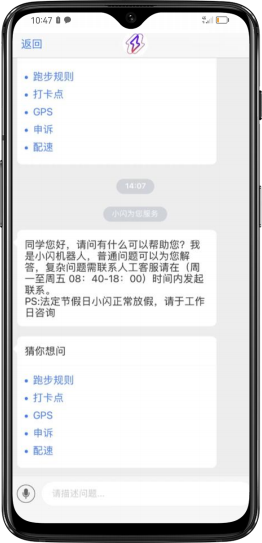 10:47
返回
跑步规则
打卡点
GPS
申诉
配速
14:07
小闪为您服务
同学您好，请问有什么可以帮助您？我
是小闪机器人，普通问题可以为您解
答，复杂问题需联系人工客服请在（周
一至周五 08：40-18：00）时间内发起
联系。
PS:法定节假日小闪正常放假，请于工作
日咨询
猜你想问
跑步规则
打卡点
GPS
申诉
配速
请描述问题...